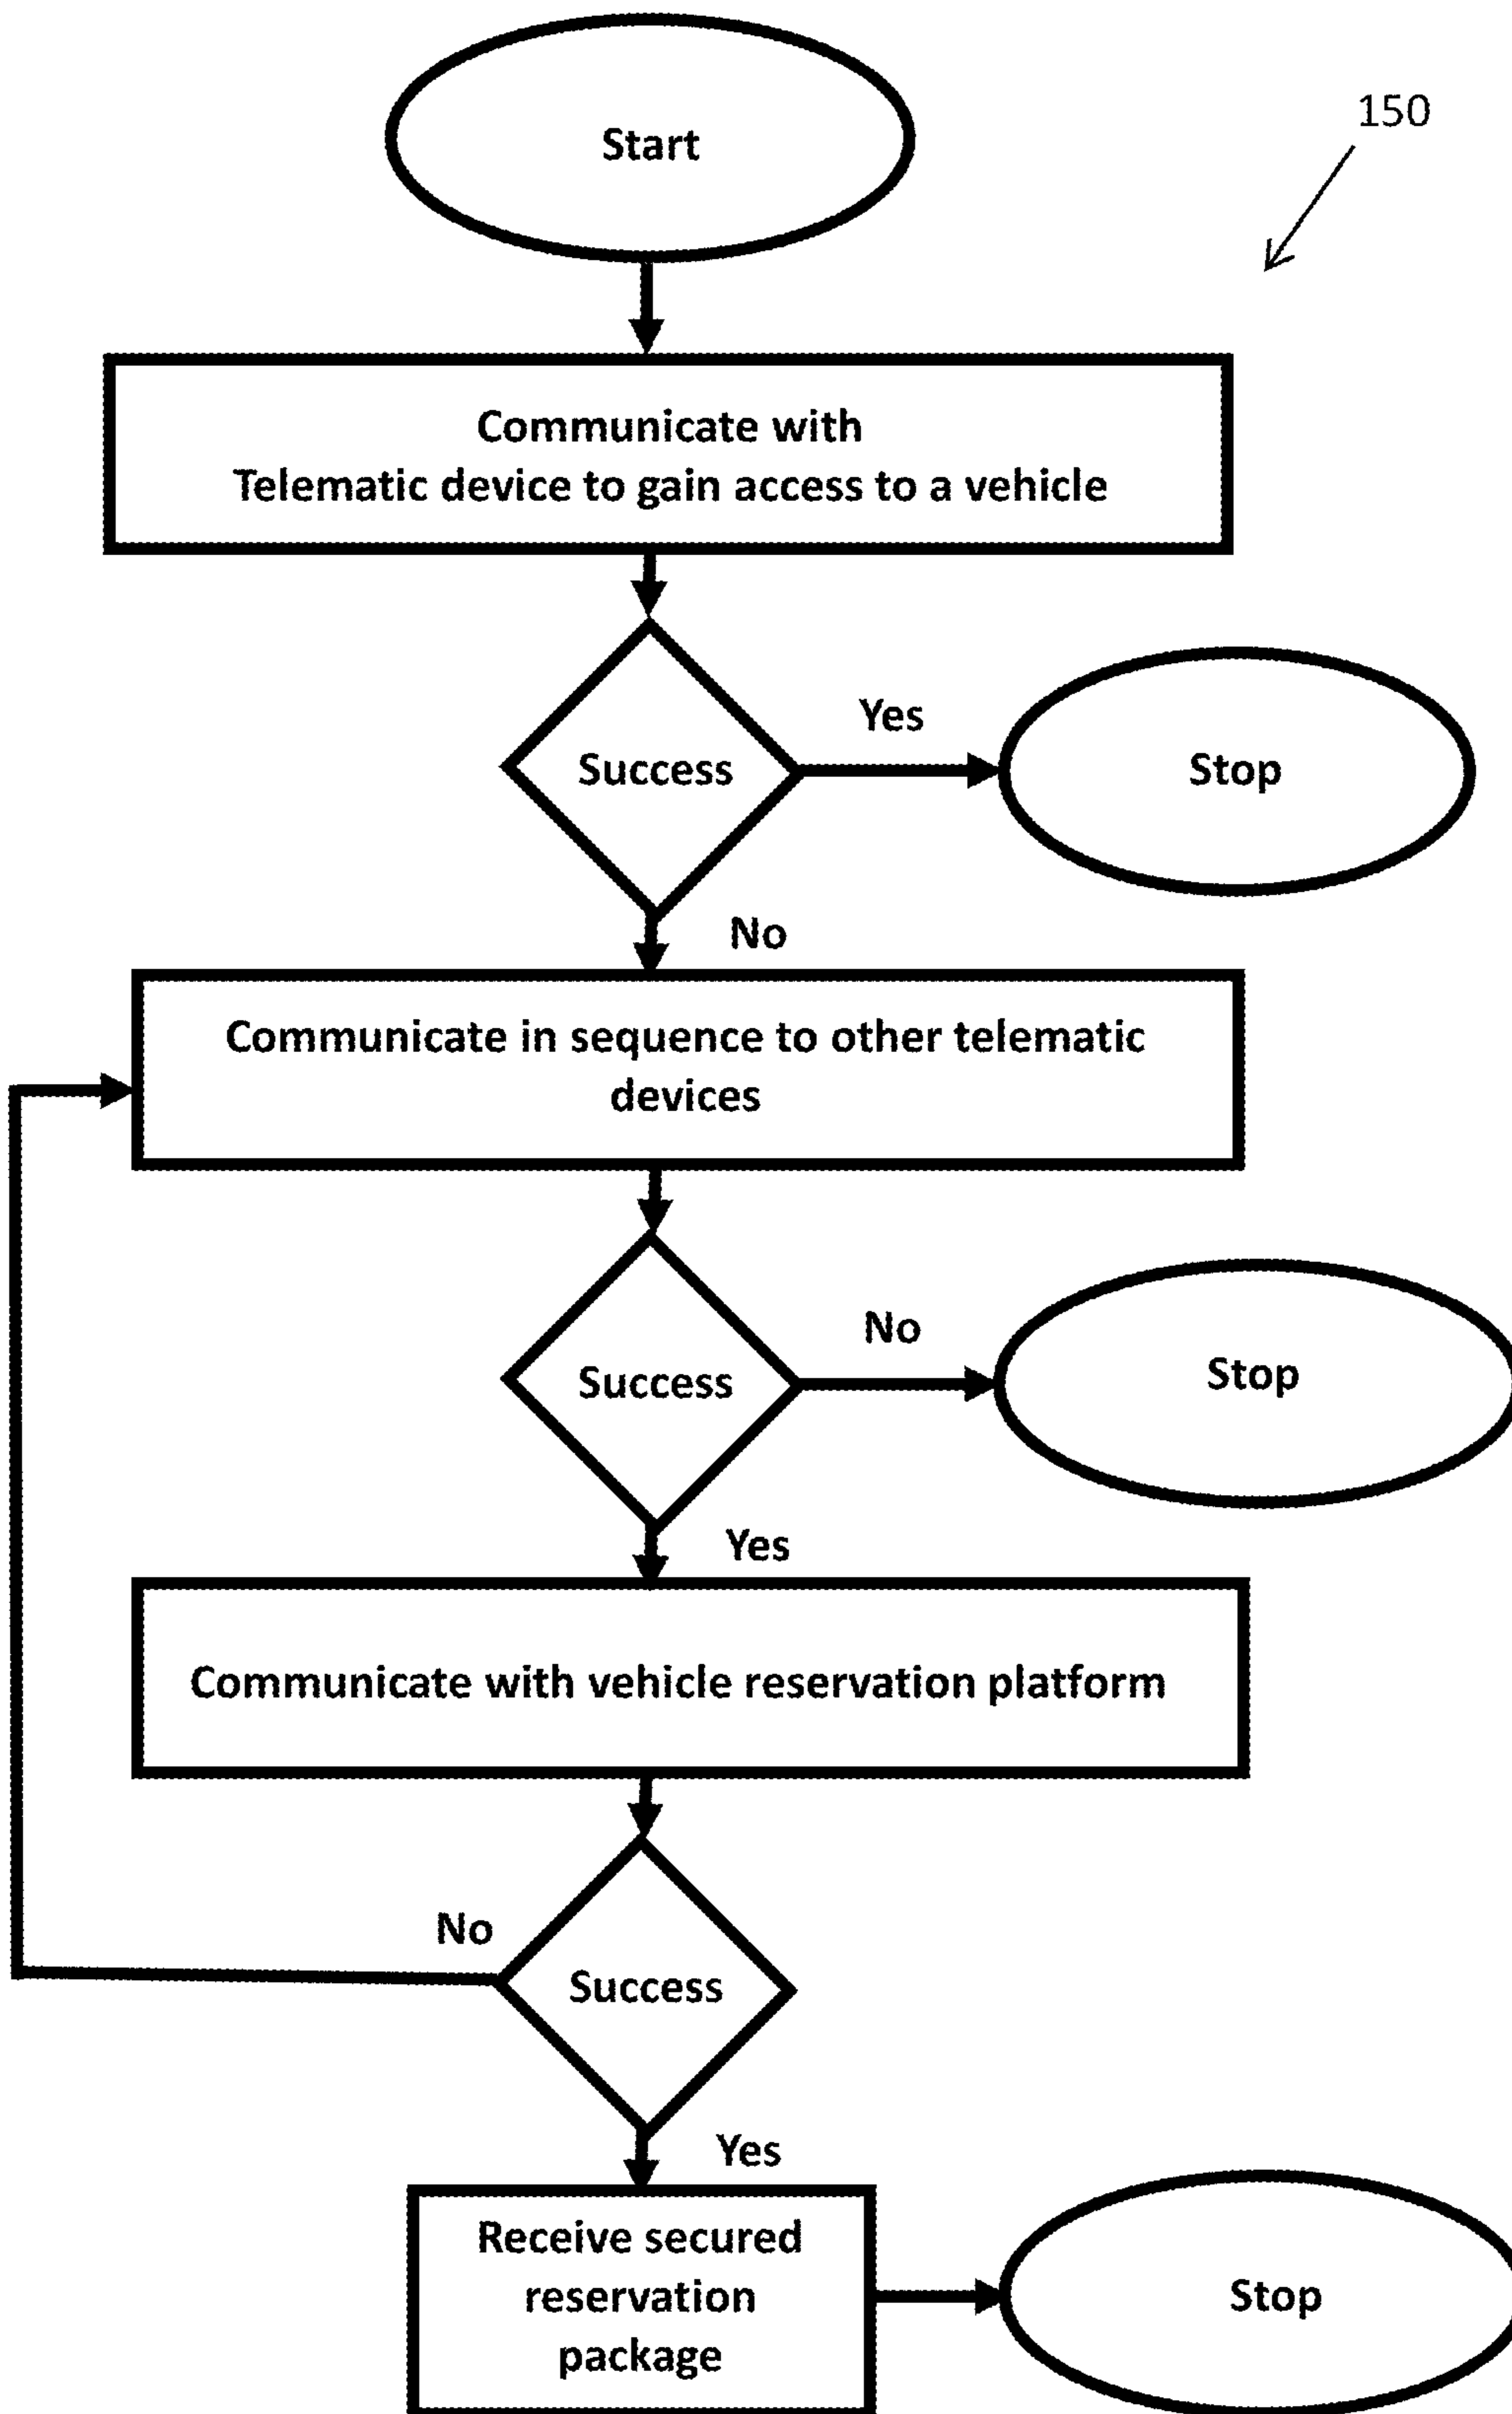 Start
150
Communicate with
Telematic device to gain access to a vehicle
Success
Yes
Stop
No
Communicate in sequence to other telematic
devices
Success
No
Stop
Yes
Communicate with vehicle reservation platform
No
Success
Yes
Receive secured
reservation
package
Stop